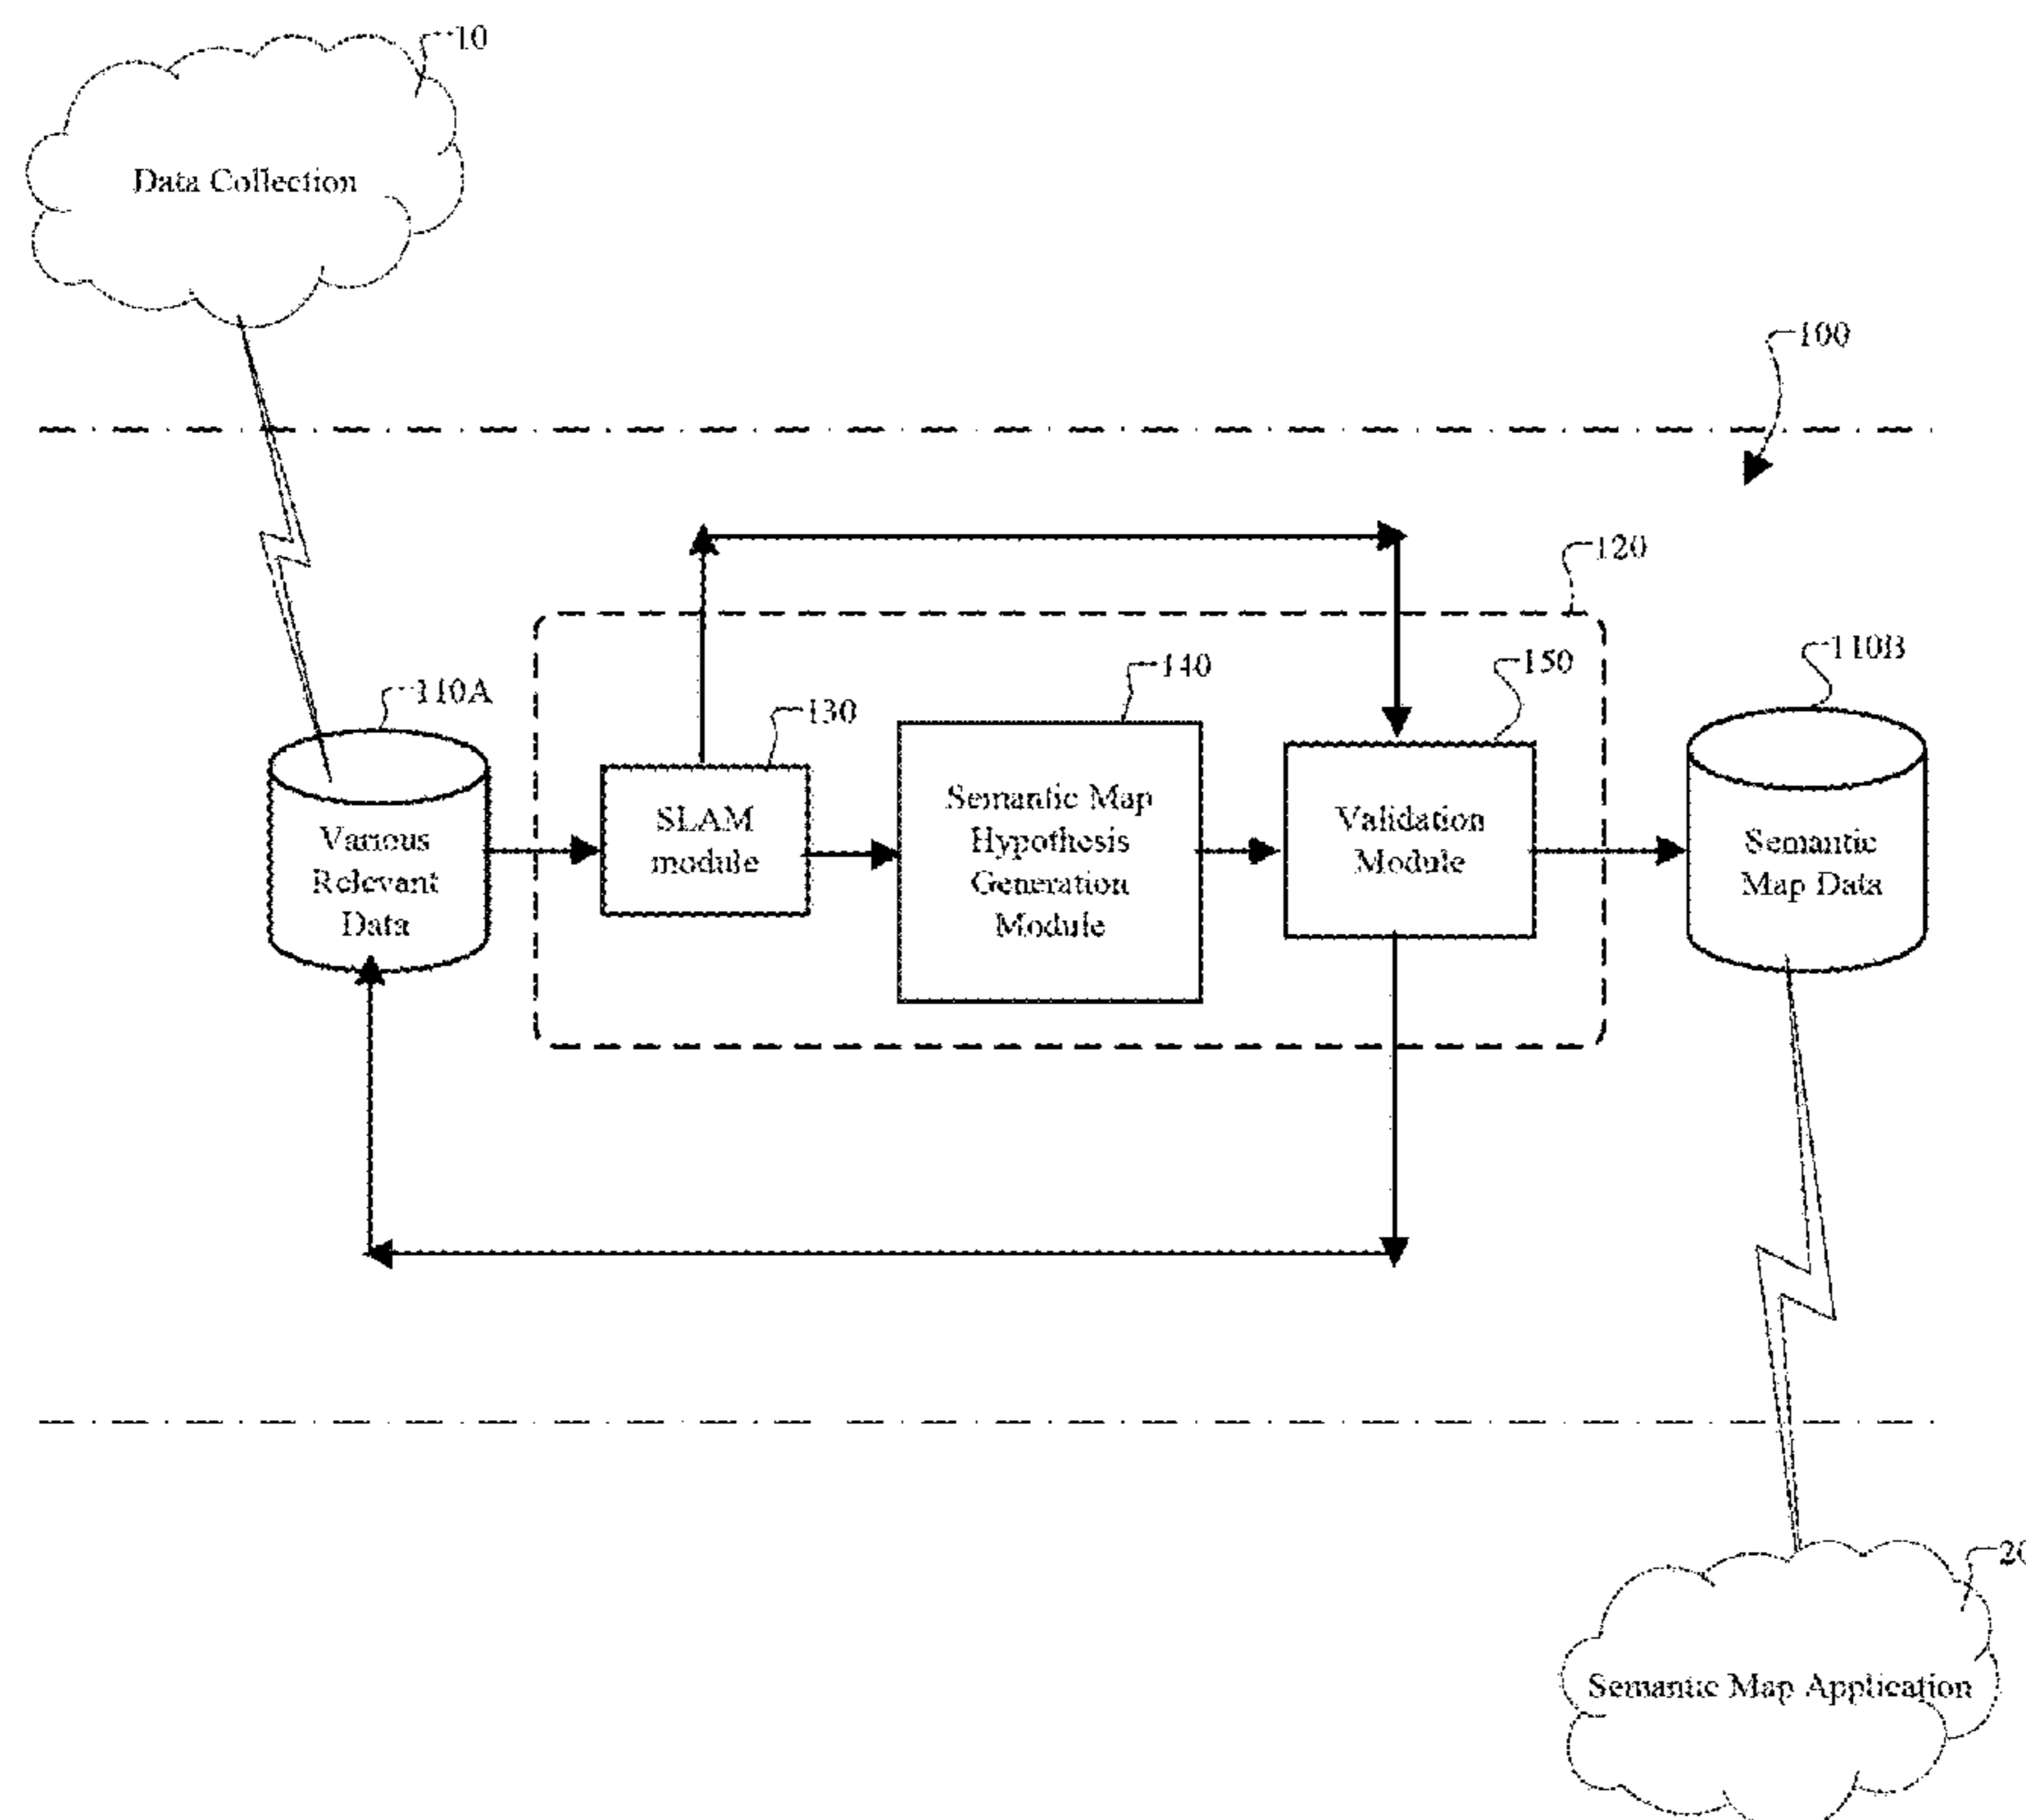 10
Data Collection
100
120
110B
140
150
110A
130
Various
Relevant
Data
SLAM
module
Semantic Map
Hypothesis
Generation
Module
Validation
Module
Semantic
Map Data
20
Semantic Map Application